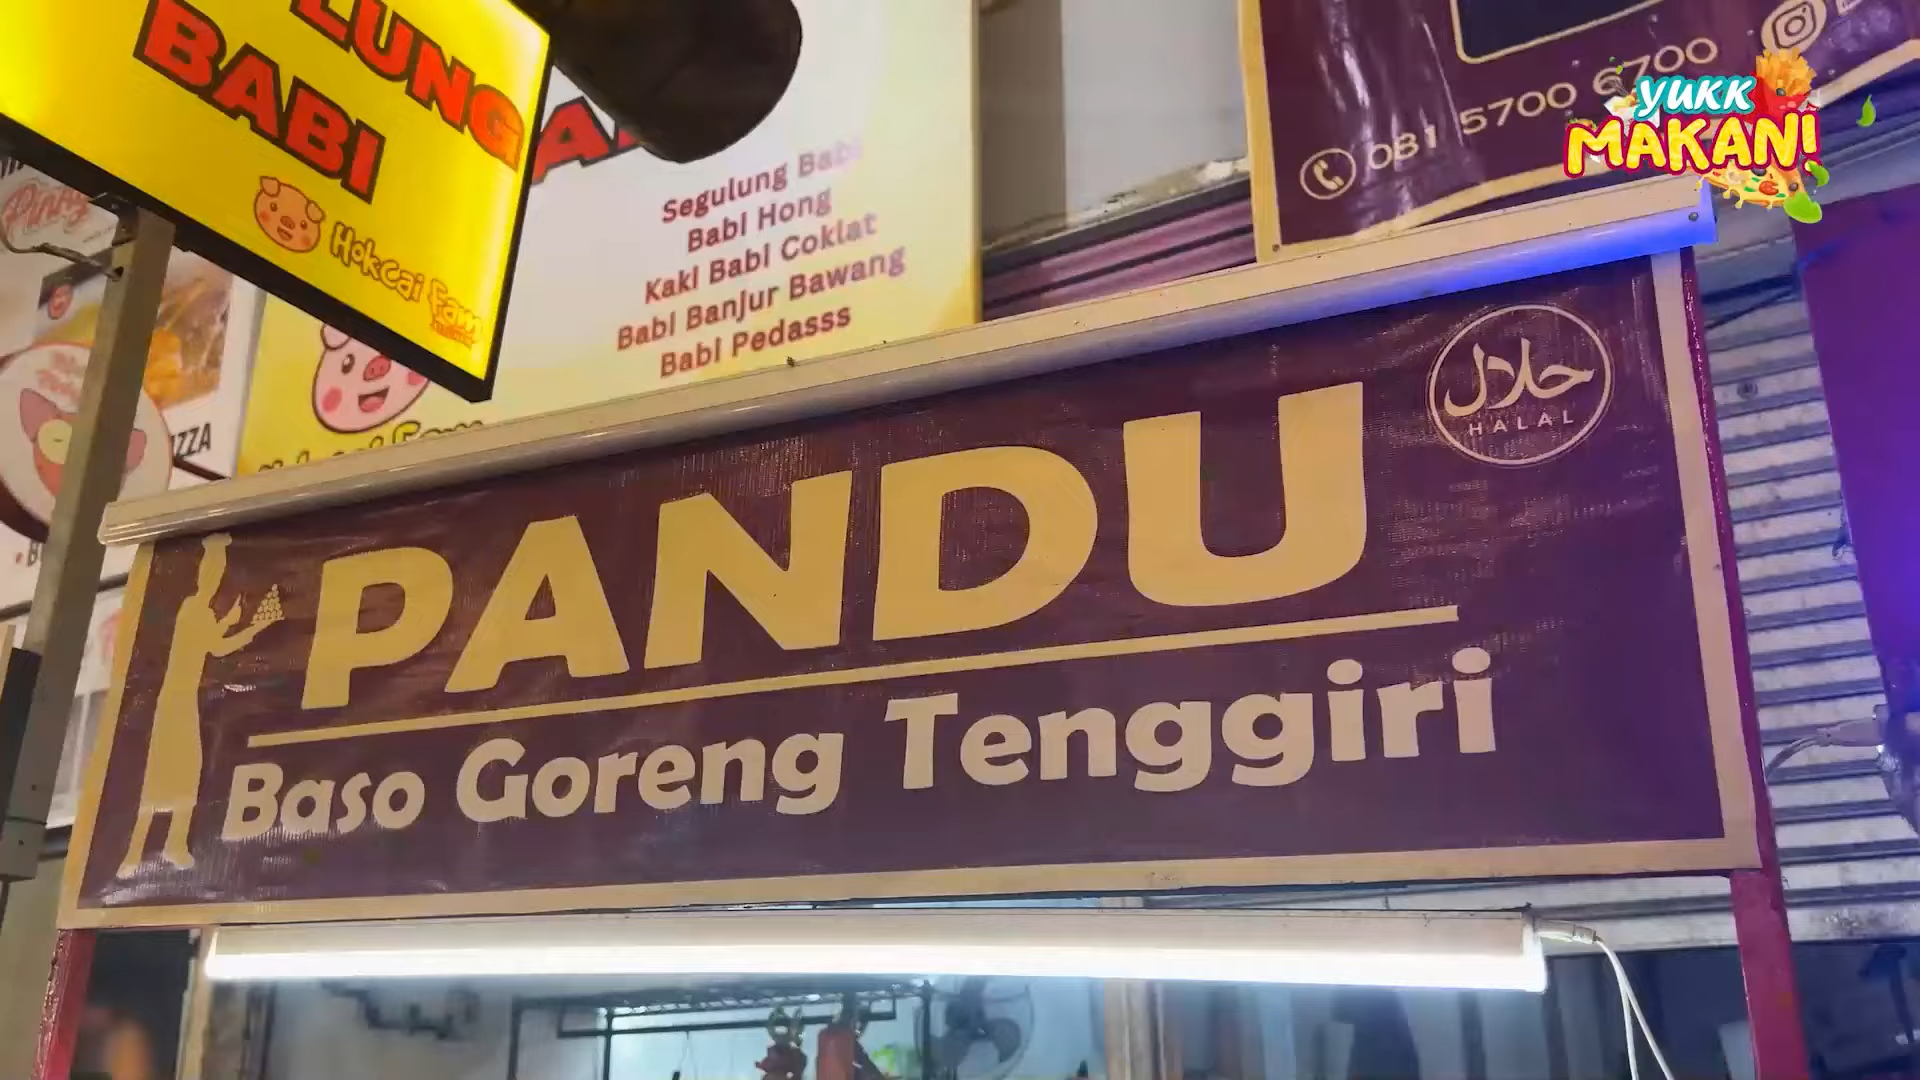 LUNG
BABI
Hokcai Fam
Segulung Babi
Babi Hong
Kaki Babi Coklat
Babi Banjur Bawang
Babi Pedasss
081 5700 6700
YUKK
MAKAN!
حلال
HALAL
PANDU
Baso Goreng Tenggiri